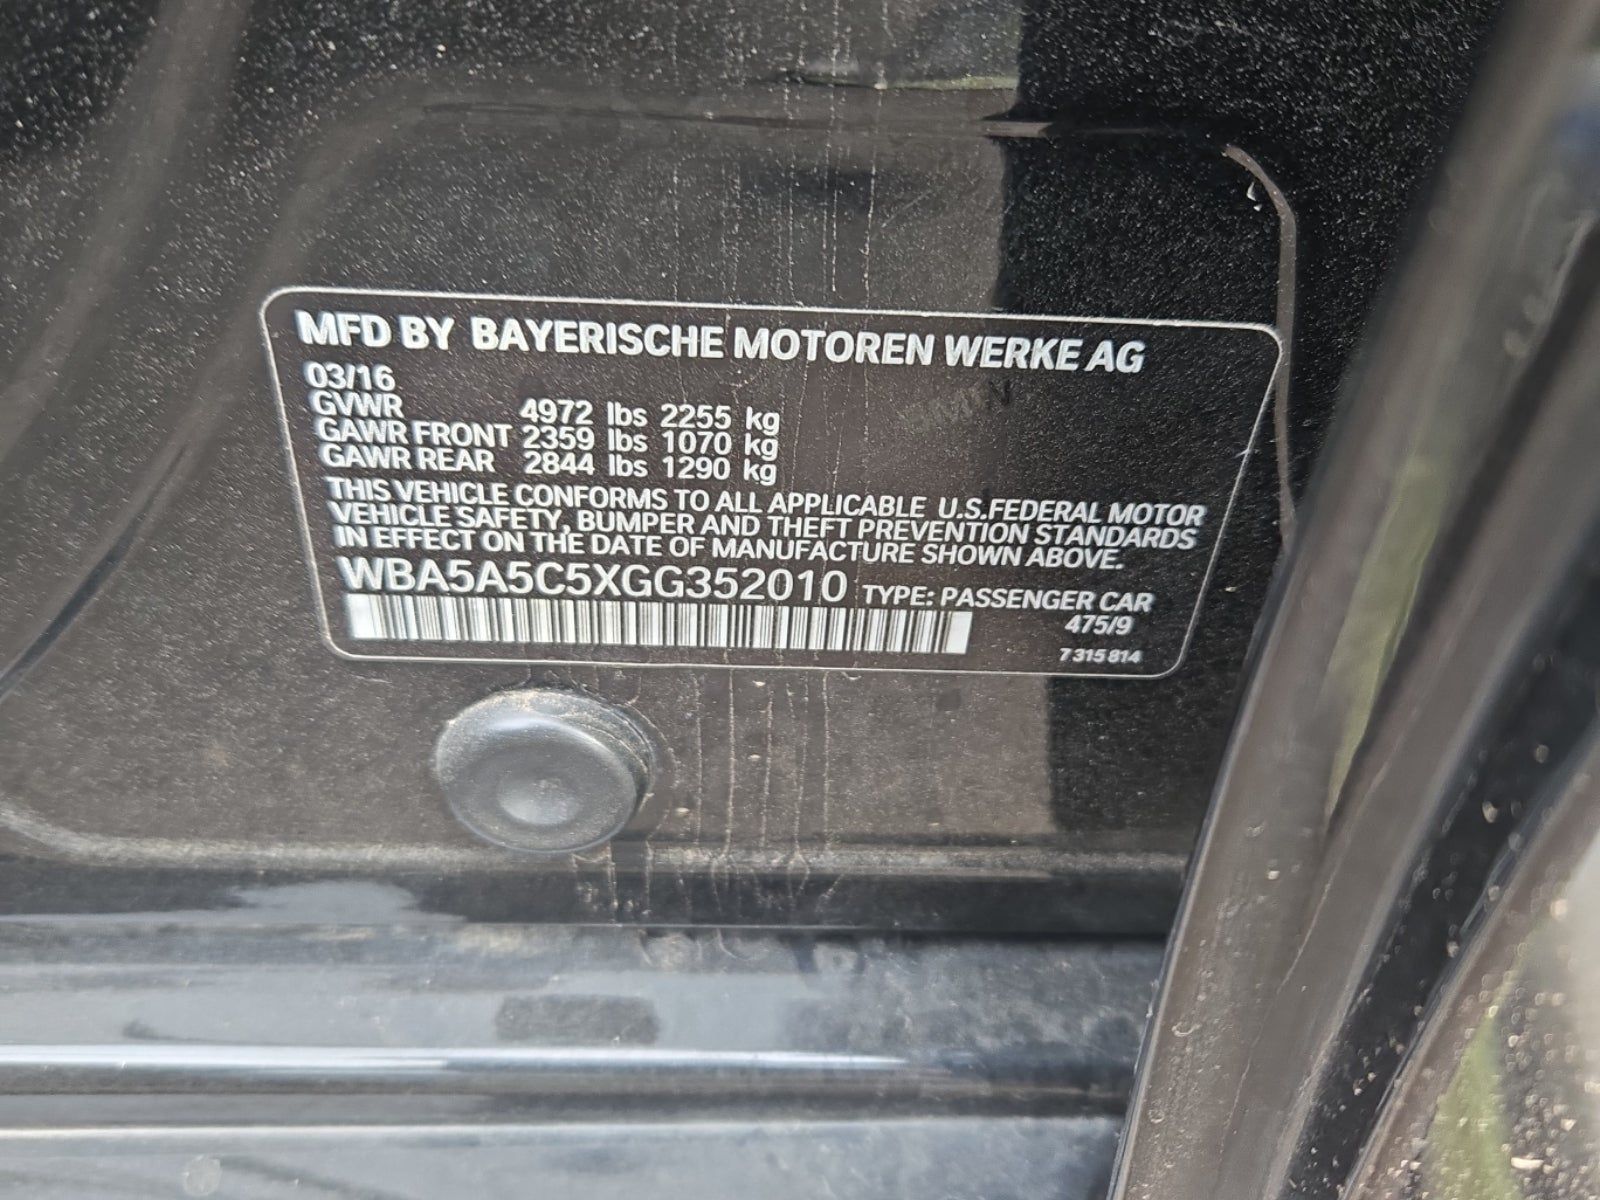 MFD BY BAYERISCHE MOTOREN WERKE AG
03/16
GVWR 4972 lbs 2255 kg
GAWR FRONT 2359 lbs 1070 kg
GAWR REAR 2844 lbs 1290 kg
THIS VEHICLE CONFORMS TO ALL APPLICABLE U.S.FEDERAL MOTOR
VEHICLE SAFETY, BUMPER AND THEFT PREVENTION STANDARDS
IN EFFECT ON THE DATE OF MANUFACTURE SHOWN ABOVE.
WBA5A5C5XGG352010 TYPE: PASSENGER CAR
475/9
7 315 814